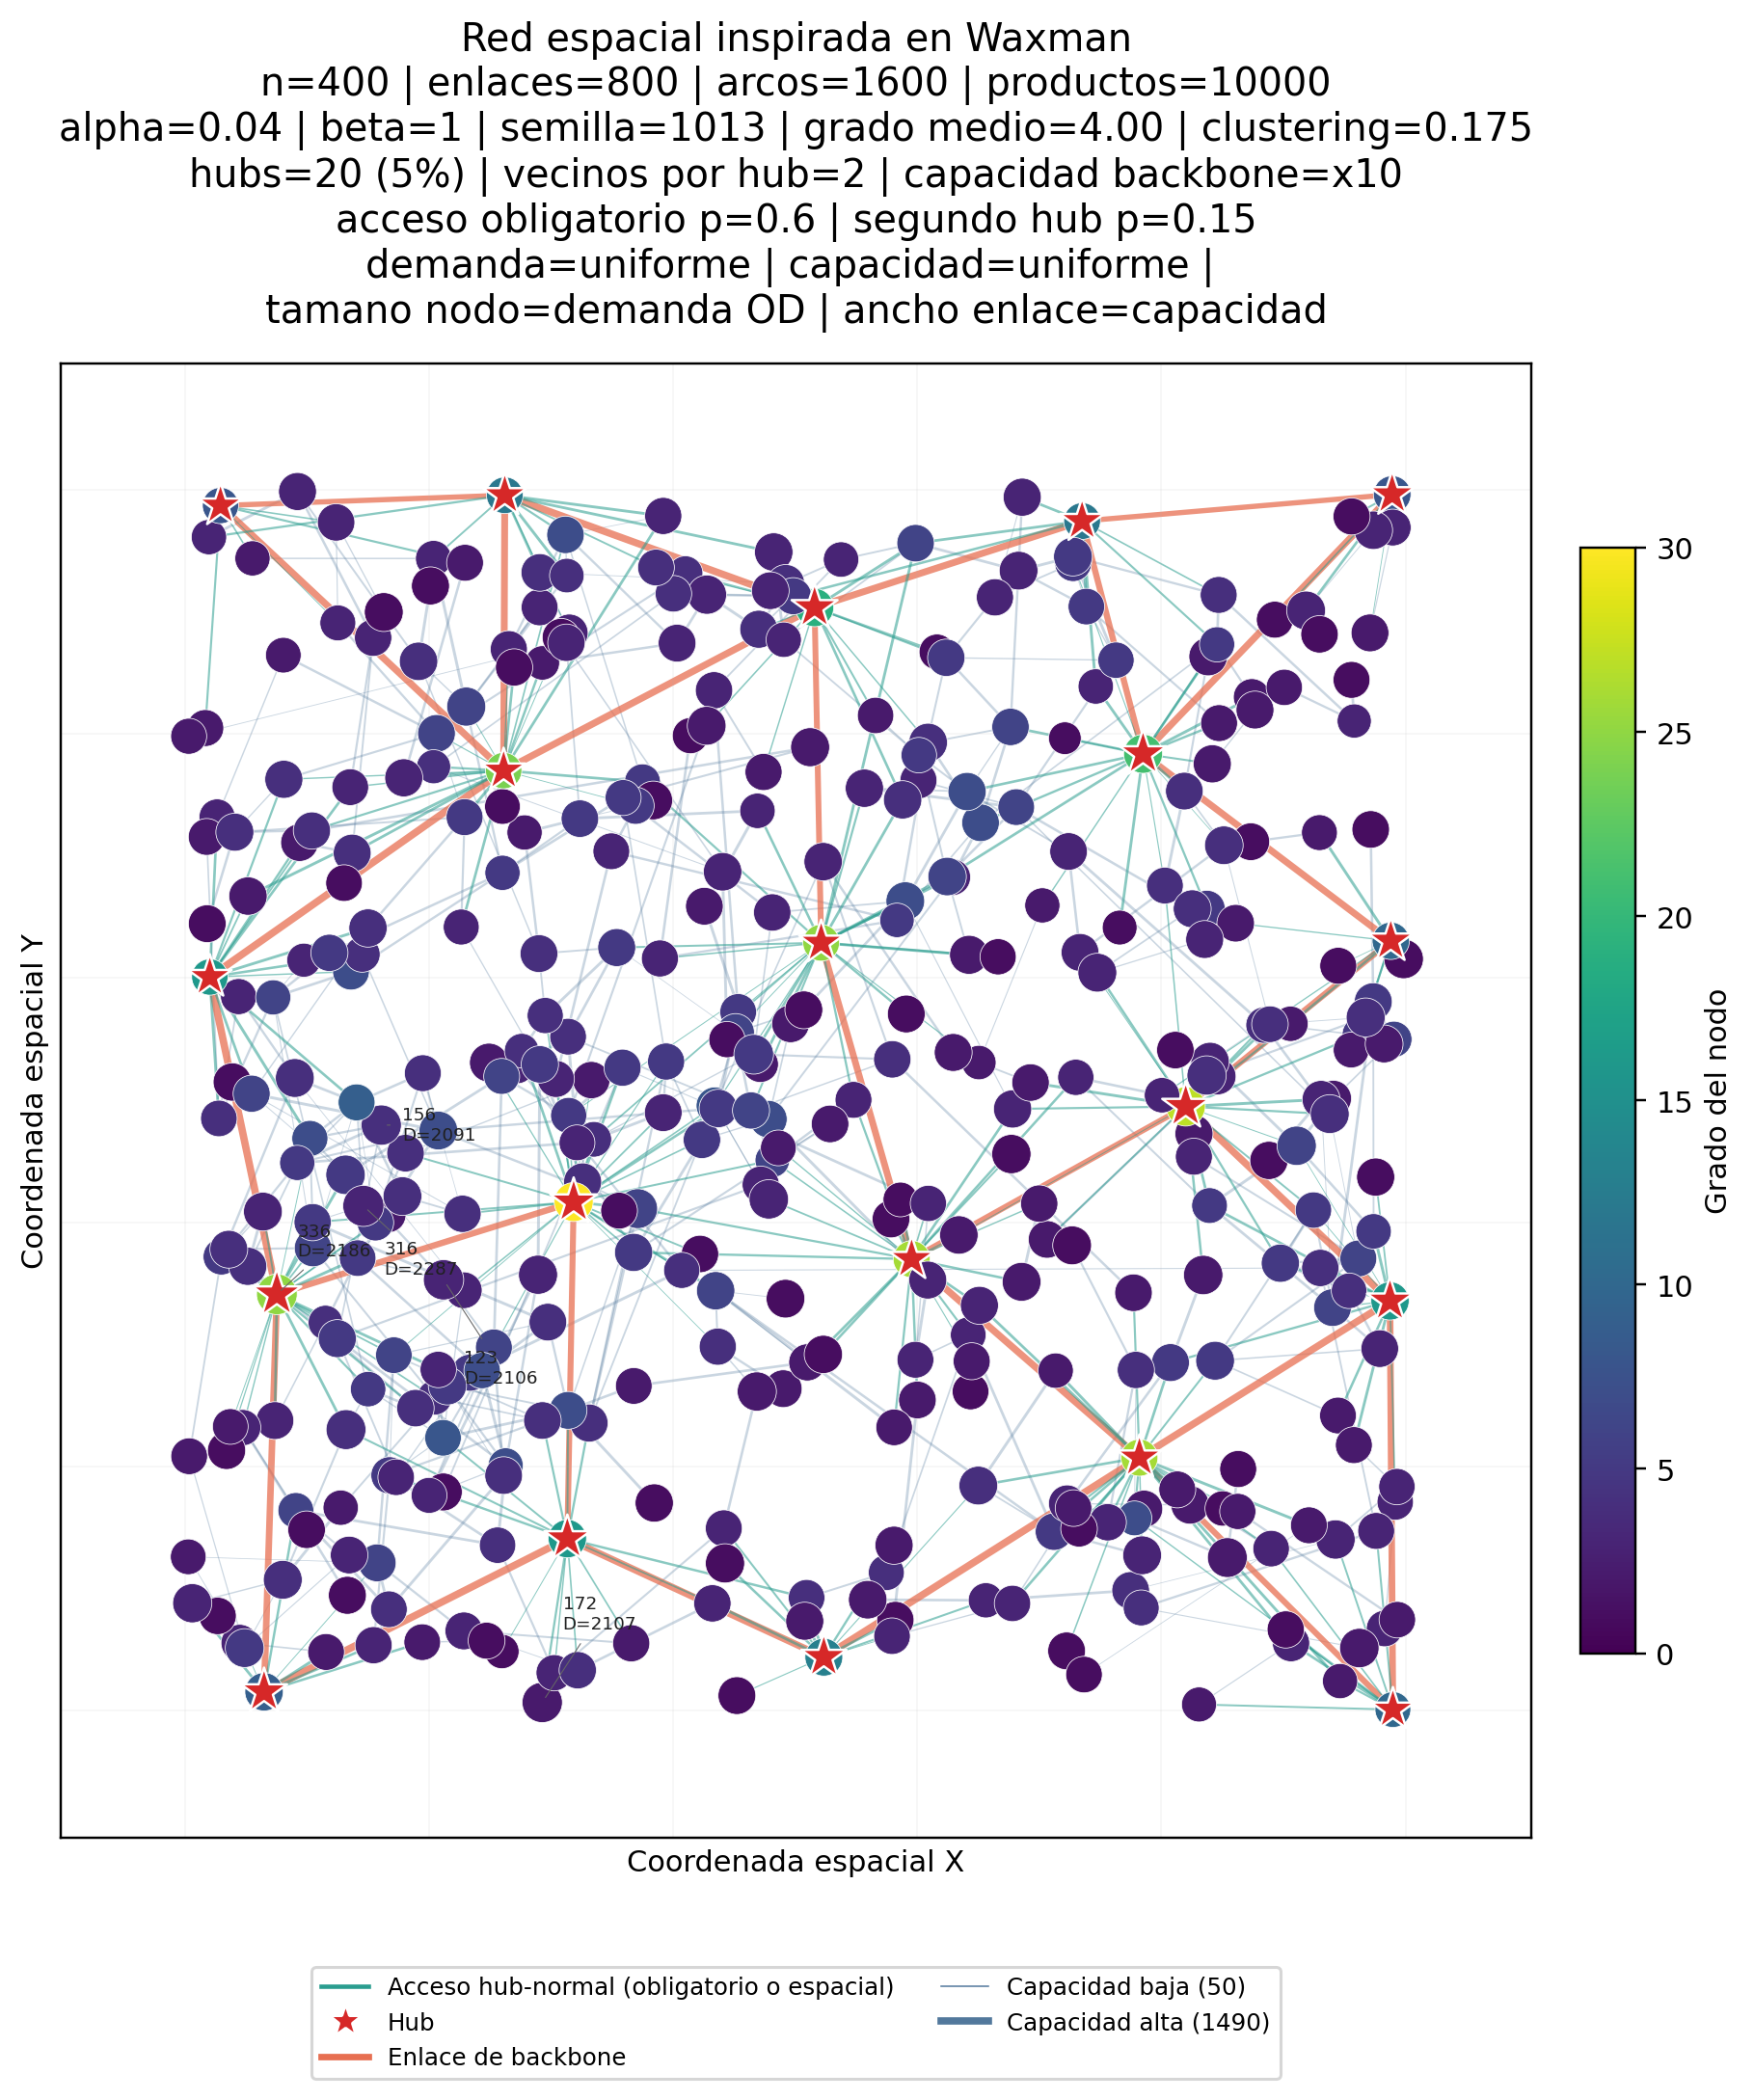 Red espacial inspirada en Waxman
n=400 | enlaces=800 | arcos=1600 | productos=10000
alpha=0.04 | beta=1 | semilla=1013 | grado medio=4.00 | clustering=0.175
hubs=20 (5%) | vecinos por hub=2 | capacidad backbone=x10
acceso obligatorio p=0.6 | segundo hub p=0.15
demanda=uniforme | capacidad=uniforme |
tamano nodo=demanda OD | ancho enlace=capacidad
Coordenada espacial Y
156
D=2091
336
D=2186
316
D=2287
123
D=2106
172
D=2107
Coordenada espacial X
30
25
20
15
10
5
0
Grado del nodo
Acceso hub-normal (obligatorio o espacial)
Hub
Enlace de backbone
Capacidad baja (50)
Capacidad alta (1490)